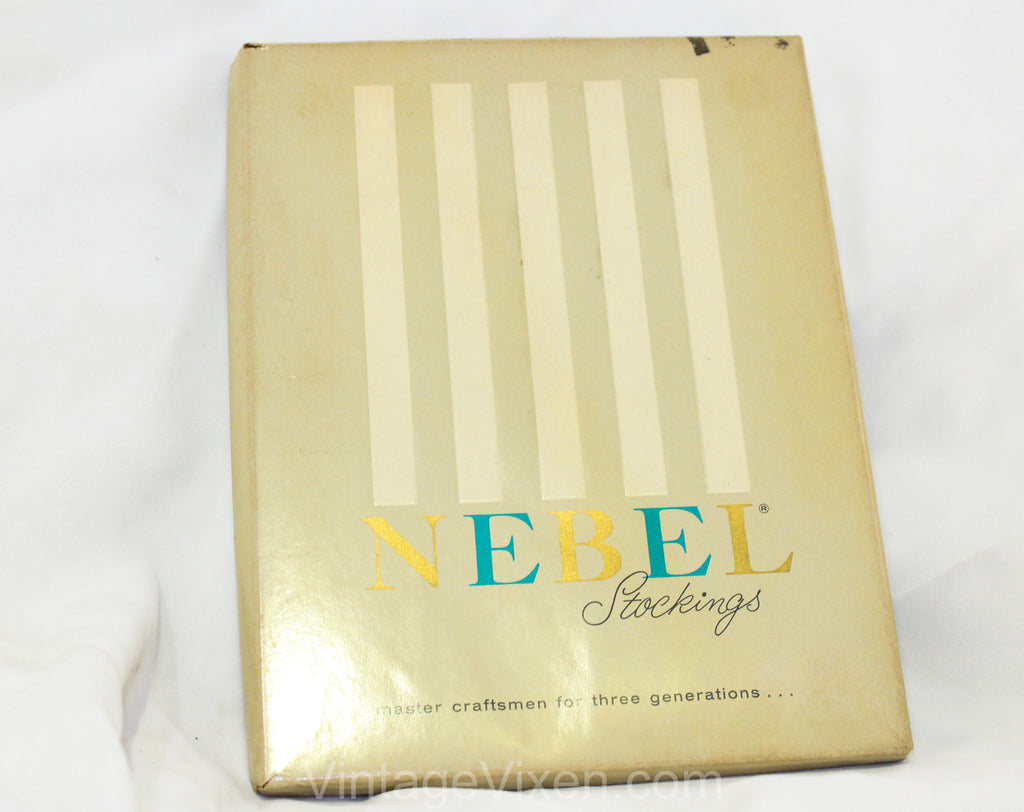 NEBEL®
Stockings
master craftsmen for three generations . . .
VintageVixen.com